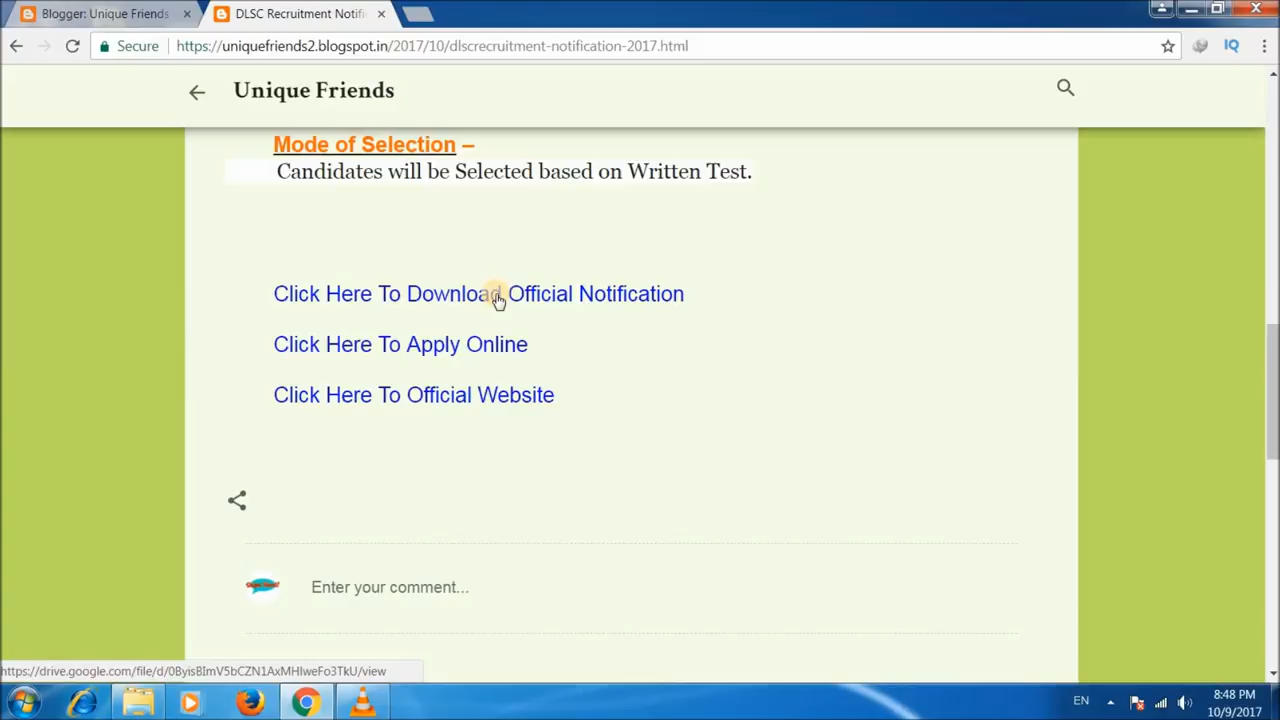 Blogger: Unique Friends
DLSC Recruitment Notifi
Secure
https://uniquefriends2.blogspot.in/2017/10/dlscrecruitment-notification-2017.html
IQ
Unique Friends
Mode of Selection –
Candidates will be Selected based on Written Test.
Click Here To Download Official Notification
Click Here To Apply Online
Click Here To Official Website
Enter your comment...
https://drive.google.com/file/d/0ByisBImV5bCZN1AxMHlweFo3TkU/view
EN
8:48 PM
10/9/2017